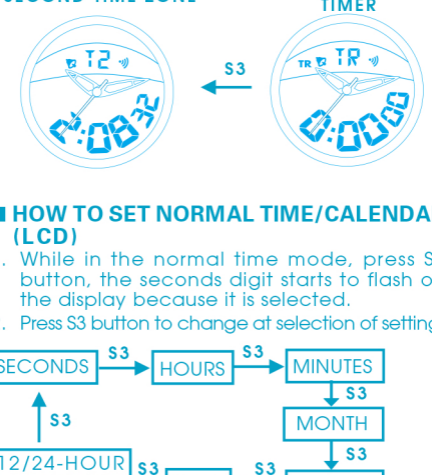 SECOND TIME ZONE
TIMER
T2
2:08 32
S3
TR TR
0:00 00
■ HOW TO SET NORMAL TIME/CALENDA
(LCD)
. While in the normal time mode, press S
button, the seconds digit starts to flash o
the display because it is selected.
. Press S3 button to change at selection of setting
SECONDS S3 HOURS S3 MINUTES
S3
S3 MONTH
S3
12/24-HOUR S3 S3